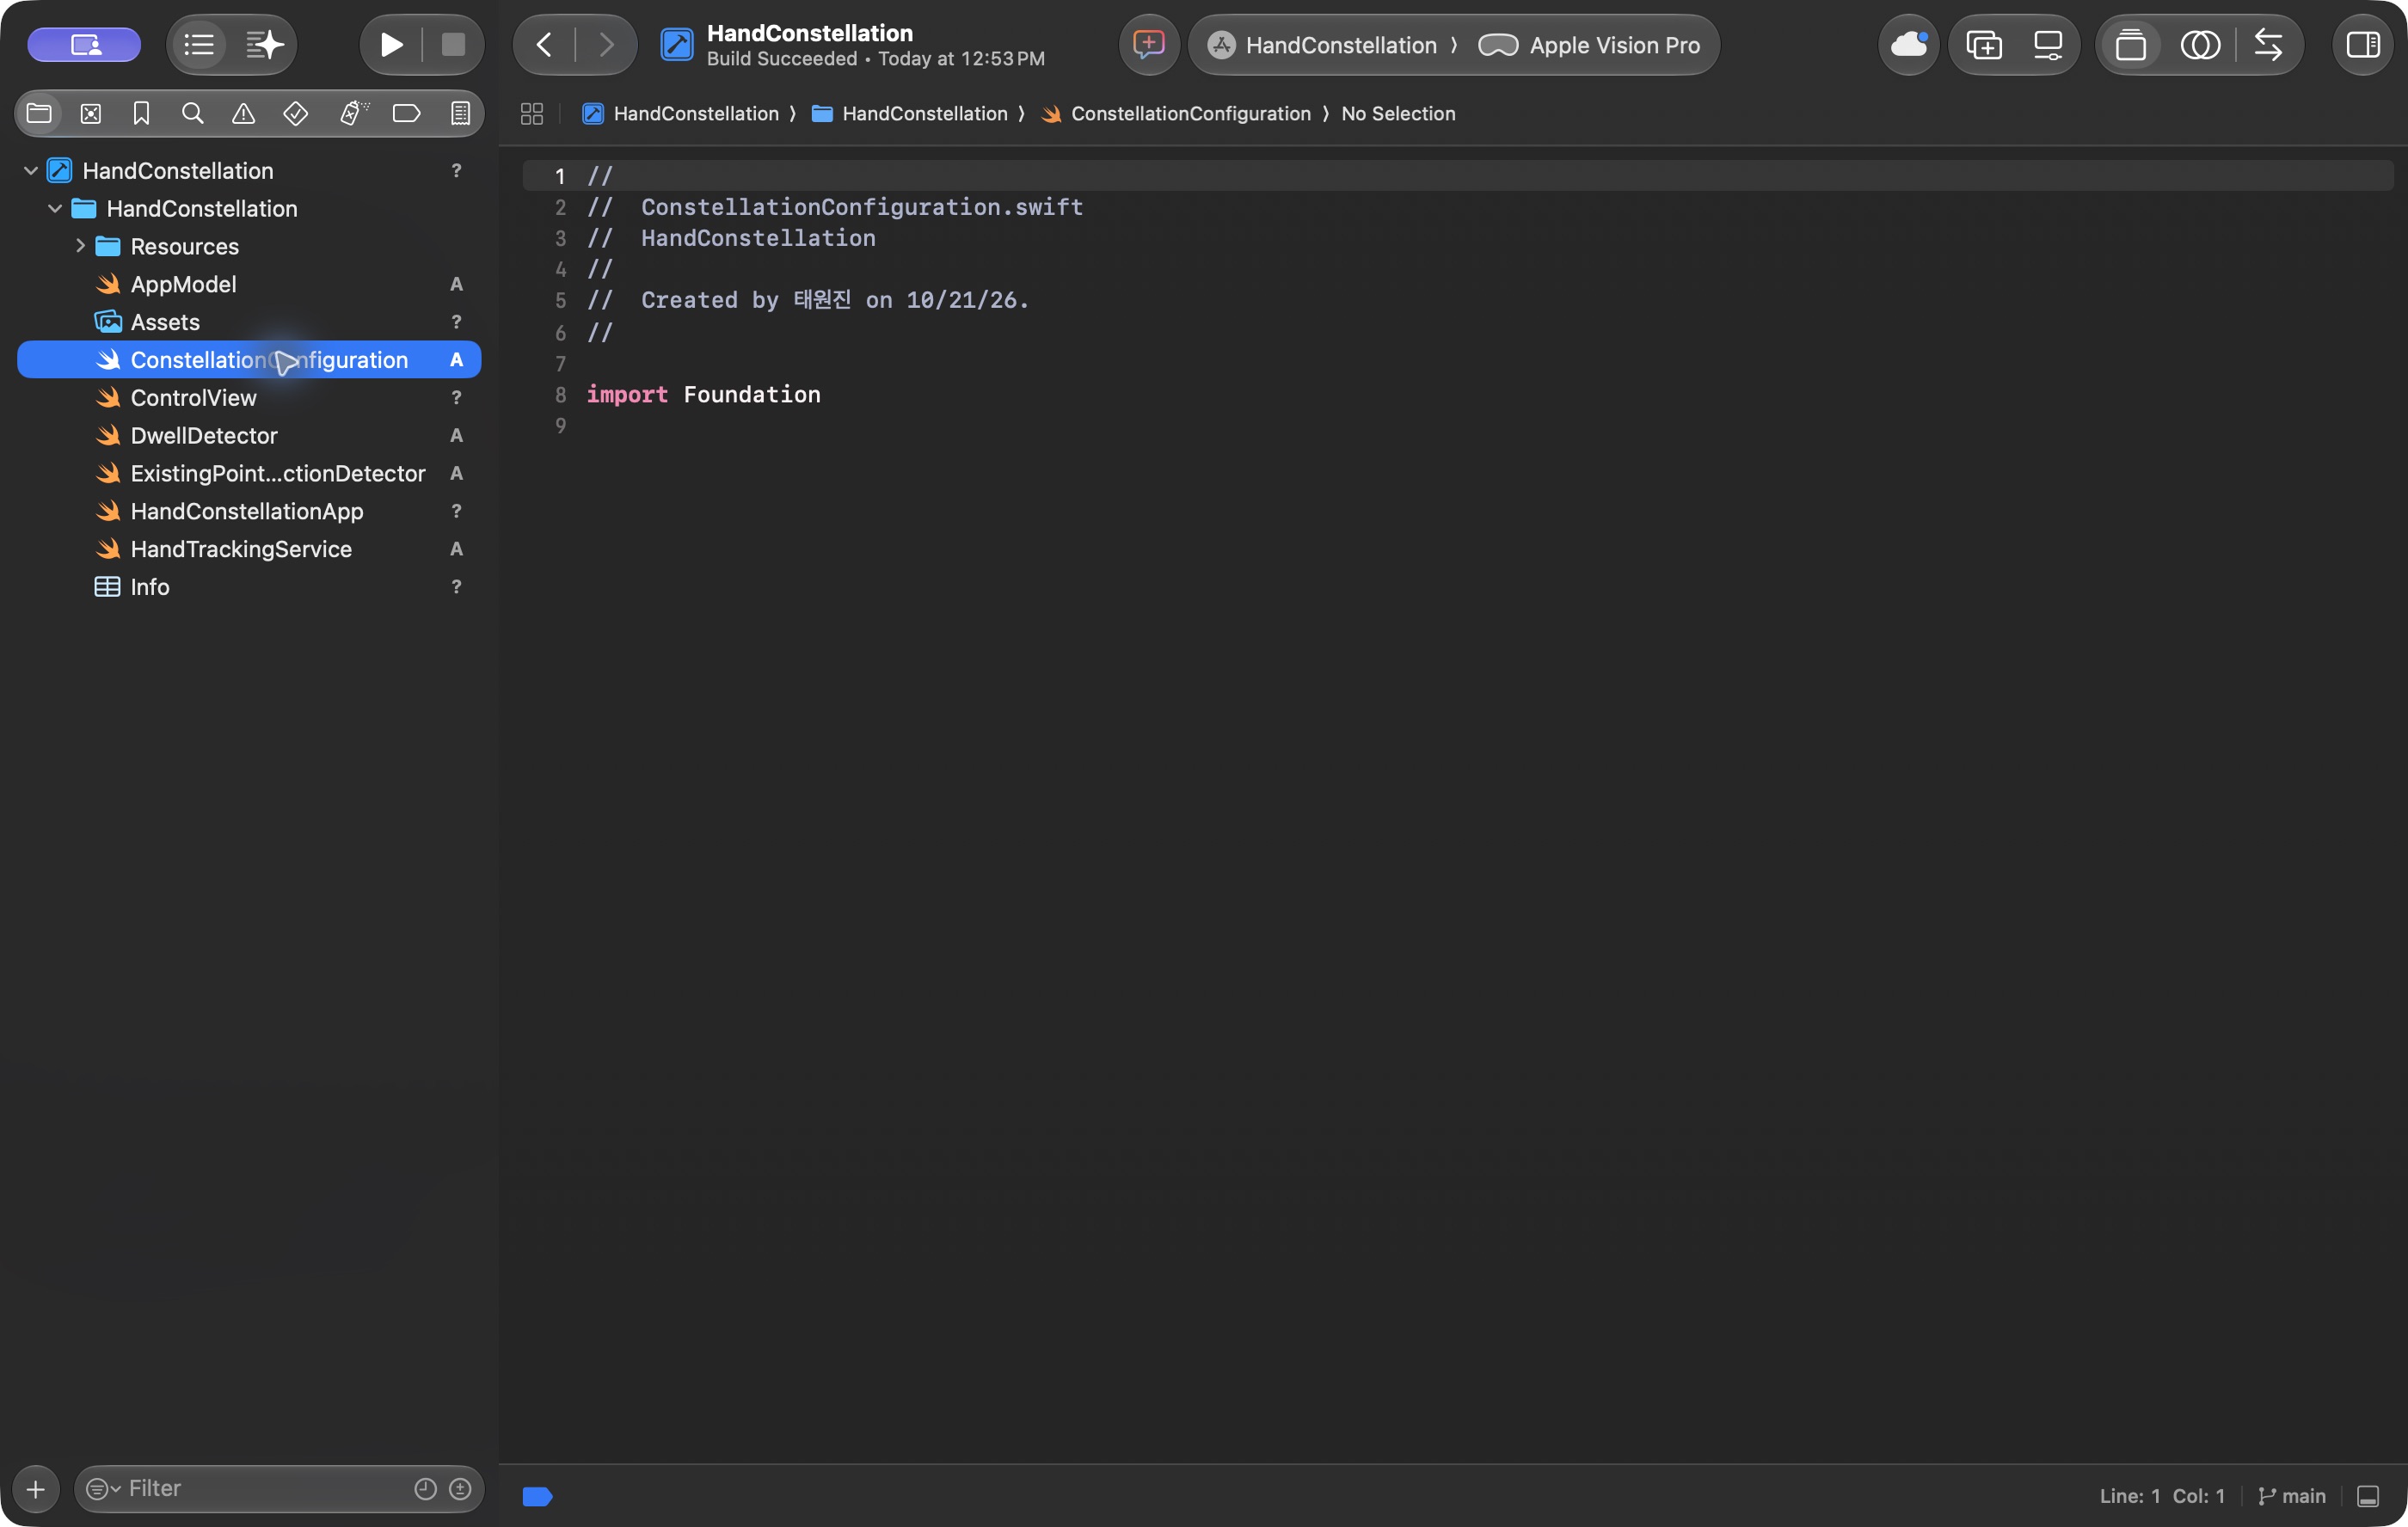 HandConstellation
Build Succeeded • Today at 12:53 PM
HandConstellation 〉 Apple Vision Pro
HandConstellation 〉 HandConstellation 〉 ConstellationConfiguration 〉 No Selection
HandConstellation ?
HandConstellation
Resources
AppModel A
Assets ?
ConstellationConfiguration A
ControlView ?
DwellDetector A
ExistingPoint...ctionDetector A
HandConstellationApp ?
HandTrackingService A
Info ?
1 //
2 //  ConstellationConfiguration.swift
3 //  HandConstellation
4 //
5 //  Created by 태원진 on 10/21/26.
6 //
7
8 import Foundation
9
Filter
Line: 1 Col: 1
main